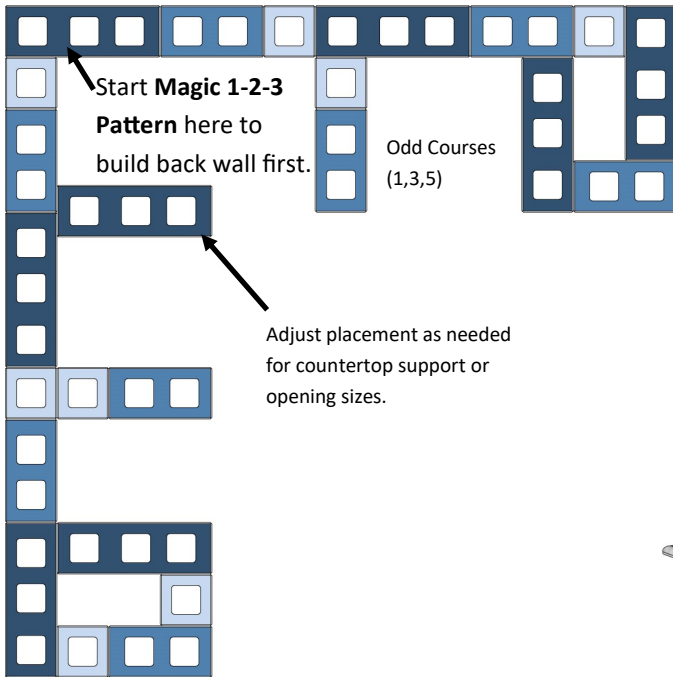 Start Magic 1-2-3
Pattern here to
build back wall first.
Odd Courses
(1,3,5)
Adjust placement as needed
for countertop support or
opening sizes.